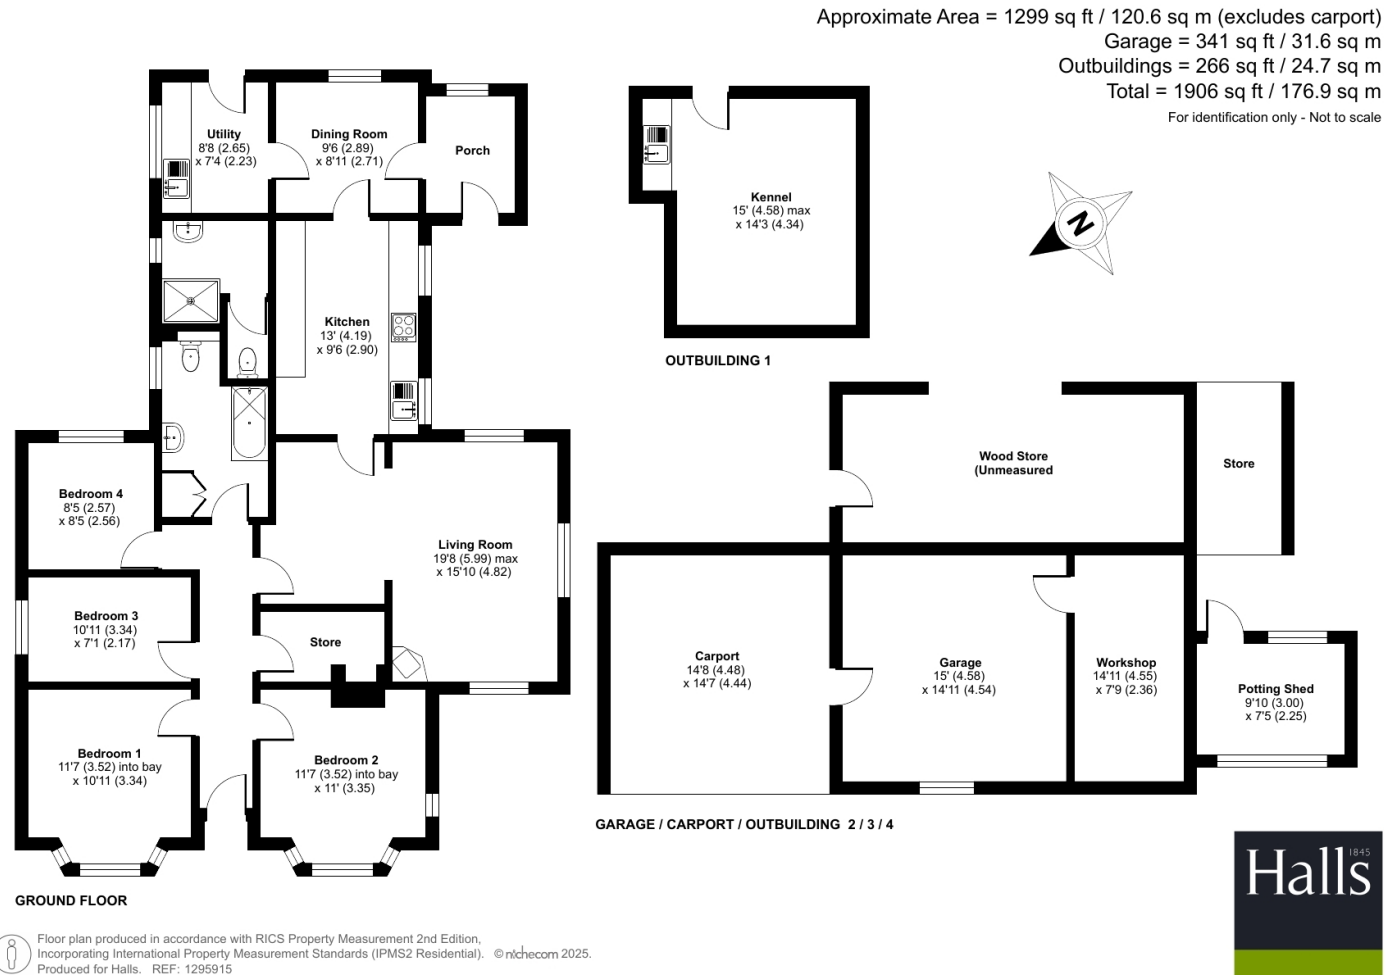 Approximate Area = 1299 sq ft / 120.6 sq m (excludes carport)
Garage = 341 sq ft / 31.6 sq m
Outbuildings = 266 sq ft / 24.7 sq m
Total = 1906 sq ft / 176.9 sq m
For identification only - Not to scale
Utility
8'8 (2.65)
x 7'4 (2.23)
Dining Room
9'6 (2.89)
x 8'11 (2.71)
Porch
Kennel
15' (4.58) max
x 14'3 (4.34)
N
Kitchen
13' (4.19)
x 9'6 (2.90)
OUTBUILDING 1
Wood Store
(Unmeasured
Store
Bedroom 4
8'5 (2.57)
x 8'5 (2.56)
Living Room
19'8 (5.99) max
x 15'10 (4.82)
Bedroom 3
10'11 (3.34)
x 7'1 (2.17)
Store
Carport
14'8 (4.48)
x 14'7 (4.44)
Garage
15' (4.58)
x 14'11 (4.54)
Workshop
14'11 (4.55)
x 7'9 (2.36)
Potting Shed
9'10 (3.00)
x 7'5 (2.25)
Bedroom 1
11'7 (3.52) into bay
x 10'11 (3.34)
Bedroom 2
11'7 (3.52) into bay
x 11' (3.35)
GARAGE / CARPORT / OUTBUILDING 2 / 3 / 4
GROUND FLOOR
Halls
1845
Floor plan produced in accordance with RICS Property Measurement 2nd Edition,
Incorporating International Property Measurement Standards (IPMS2 Residential). © nichecom 2025.
Produced for Halls. REF: 1295915